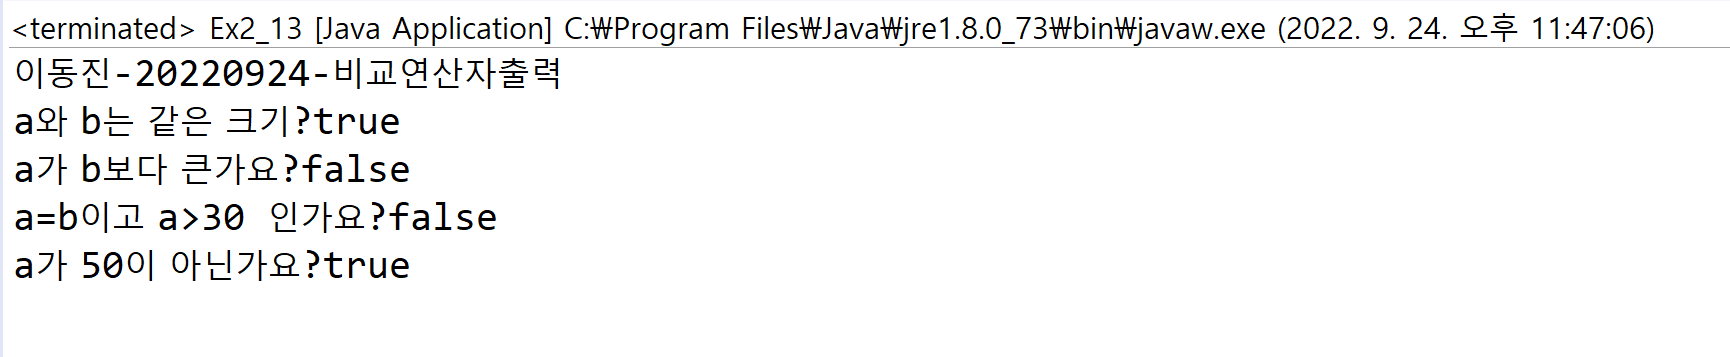 <terminated> Ex2_13 [Java Application] C:₩Program Files₩Java₩jre1.8.0_73₩bin₩javaw.exe (2022. 9. 24. 오후 11:47:06)
이동진-20220924-비교연산자출력
a와 b는 같은 크기?true
a가 b보다 큰가요?false
a=b이고 a>30 인가요?false
a가 50이 아닌가요?true